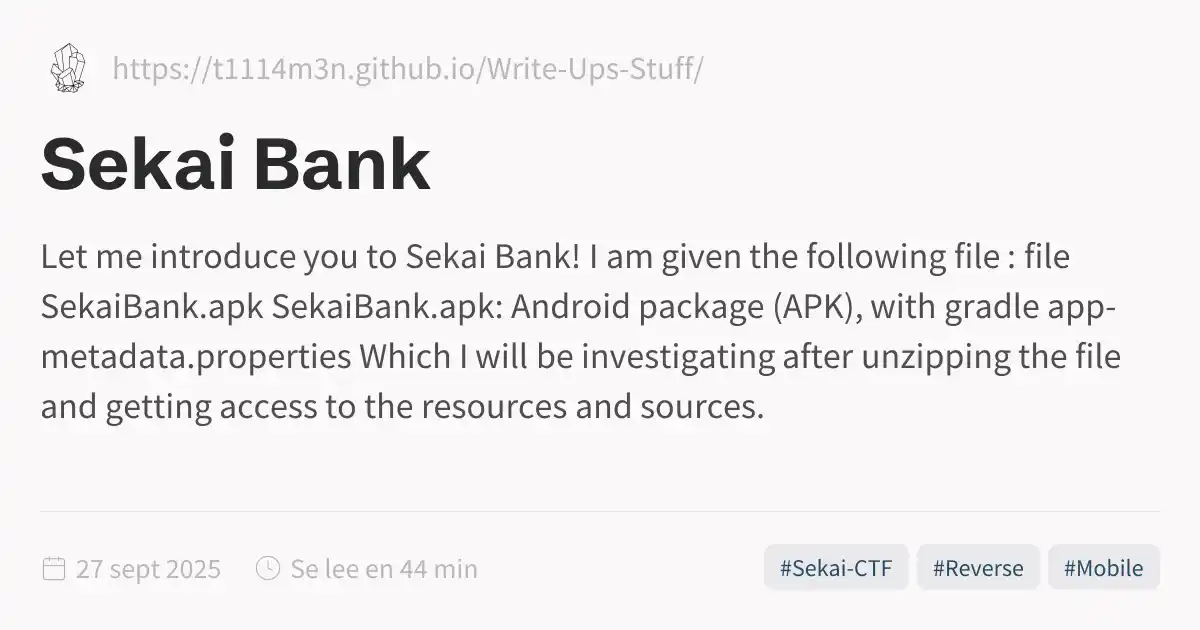 https://t1114m3n.github.io/Write-Ups-Stuff/
Sekai Bank
Let me introduce you to Sekai Bank! I am given the following file : file
SekaiBank.apk SekaiBank.apk: Android package (APK), with gradle app-
metadata.properties Which I will be investigating after unzipping the file
and getting access to the resources and sources.
27 sept 2025
Se lee en 44 min
#Sekai-CTF
#Reverse
#Mobile